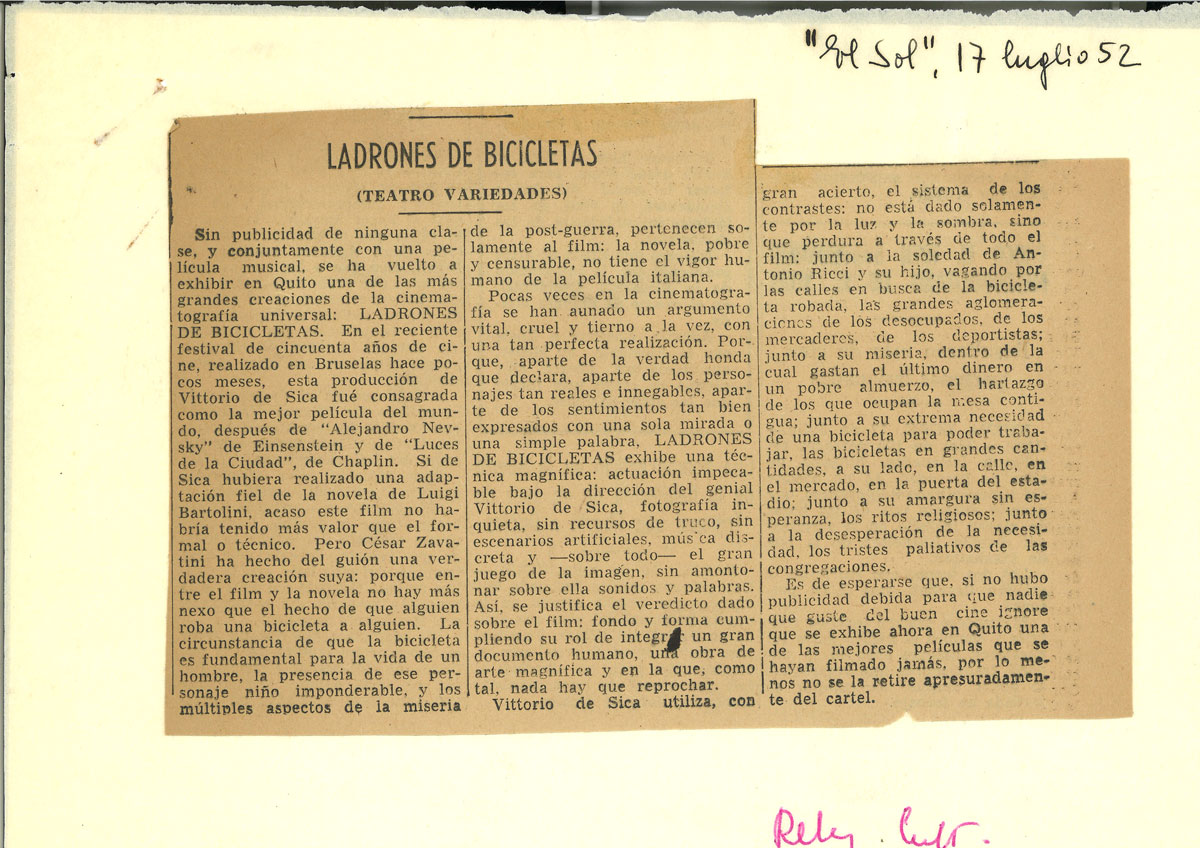 "El Sol", 17 luglio 52
LADRONES DE BICICLETAS
(TEATRO VARIEDADES)
Sin publicidad de ninguna cla-
se, y conjuntamente con una pe-
lícula musical, se ha vuelto a
exhibir en Quito una de las más
grandes creaciones de la cinema-
tografía universal: LADRONES
DE BICICLETAS. En el reciente
festival de cincuenta años de ci-
ne, realizado en Bruselas hace po-
cos meses, esta producción de
Vittorio de Sica fué consagrada
como la mejor película del mun-
do, después de "Alejandro Nev-
sky" de Einsenstein y de "Luces
de la Ciudad", de Chaplin. Si de
Sica hubiera realizado una adap-
tación fiel de la novela de Luigi
Bartolini, acaso este film no ha-
bría tenido más valor que el for-
mal o técnico. Pero César Zava-
tini ha hecho del guión una ver-
dadera creación suya: porque en-
tre el film y la novela no hay más
nexo que el hecho de que alguien
roba una bicicleta a alguien. La
circunstancia de que la bicicleta
es fundamental para la vida de un
hombre, la presencia de ese per-
sonaje niño imponderable, y los
múltiples aspectos de la miseria
de la post-guerra, pertenecen so-
lamente al film: la novela, pobre
y censurable, no tiene el vigor hu-
mano de la película italiana.
Pocas veces en la cinematogra-
fía se han aunado un argumento
vital, cruel y tierno a la vez, con
una tan perfecta realización. Por-
que, aparte de la verdad honda
que declara, aparte de los perso-
najes tan reales e innegables, apar-
te de los sentimientos tan bien
expresados con una sola mirada o
una simple palabra, LADRONES
DE BICICLETAS exhibe una téc-
nica magnífica: actuación impeca-
ble bajo la dirección del genial
Vittorio de Sica, fotografía in-
quieta, sin recursos de truco, sin
escenarios artificiales, música dis-
creta y —sobre todo— el gran
juego de la imagen, sin amonto-
nar sobre ella sonidos y palabras.
Así, se justifica el veredicto dado
sobre el film: fondo y forma cum-
pliendo su rol de integrar un gran
documento humano, una obra de
arte magnífica y en la que, como
tal, nada hay que reprochar.
Vittorio de Sica utiliza, con
gran acierto, el sistema de los
contrastes: no está dado solamen-
te por la luz y la sombra, sino
que perdura a través de todo el
film: junto a la soledad de An-
tonio Ricci y su hijo, vagando por
las calles en busca de la bicicle-
ta robada, las grandes aglomera-
ciones de los desocupados, de los
mercaderes, de los deportistas;
junto a su miseria, dentro de la
cual gastan el último dinero en
un pobre almuerzo, el hartazgo
de los que ocupan la mesa conti-
gua; junto a su extrema necesidad
de una bicicleta para poder traba-
jar, las bicicletas en grandes can-
tidades, a su lado, en la calle, en
el mercado, en la puerta del esta-
dio; junto a su amargura sin es-
peranza, los ritos religiosos; junto
a la desesperación de la necesi-
dad, los tristes paliativos de las
congregaciones.
Es de esperarse que, si no hubo
publicidad debida para que nadie
que guste del buen cine ignore
que se exhibe ahora en Quito una
de las mejores películas que se
hayan filmado jamás, por lo me-
nos no se la retire apresuradamen-
te del cartel.